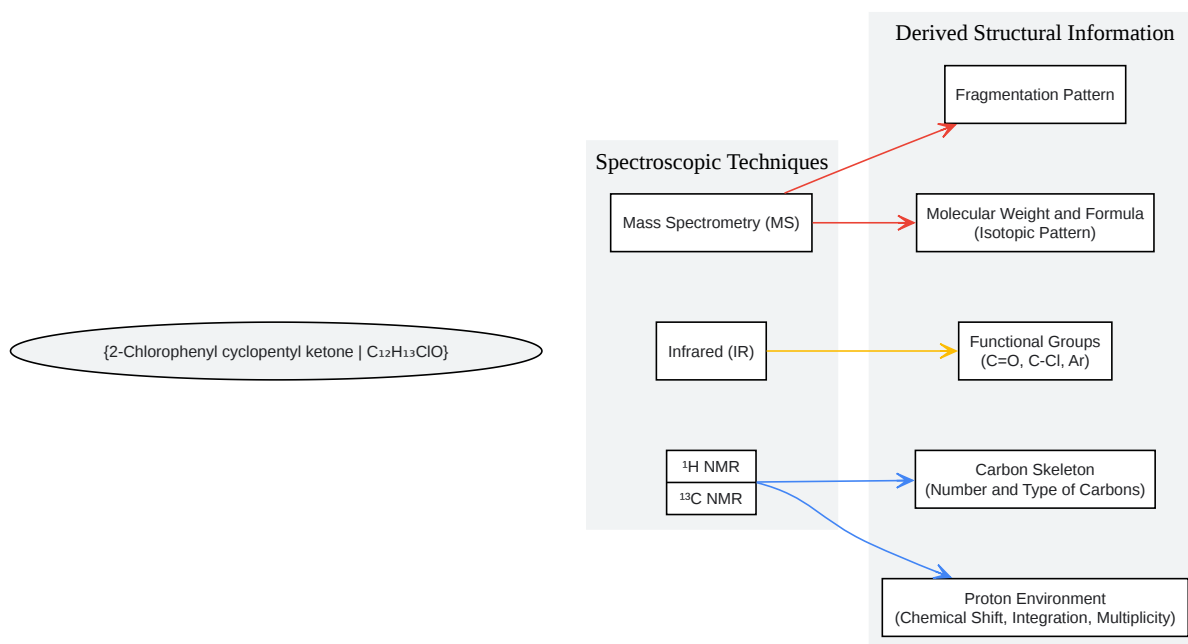 {2-Chlorophenyl cyclopentyl ketone | C₁₂H₁₃ClO}
Spectroscopic Techniques
Mass Spectrometry (MS)
Infrared (IR)
¹H NMR
¹³C NMR
Derived Structural Information
Fragmentation Pattern
Molecular Weight and Formula
(Isotopic Pattern)
Functional Groups
(C=O, C-Cl, Ar)
Carbon Skeleton
(Number and Type of Carbons)
Proton Environment
(Chemical Shift, Integration, Multiplicity)